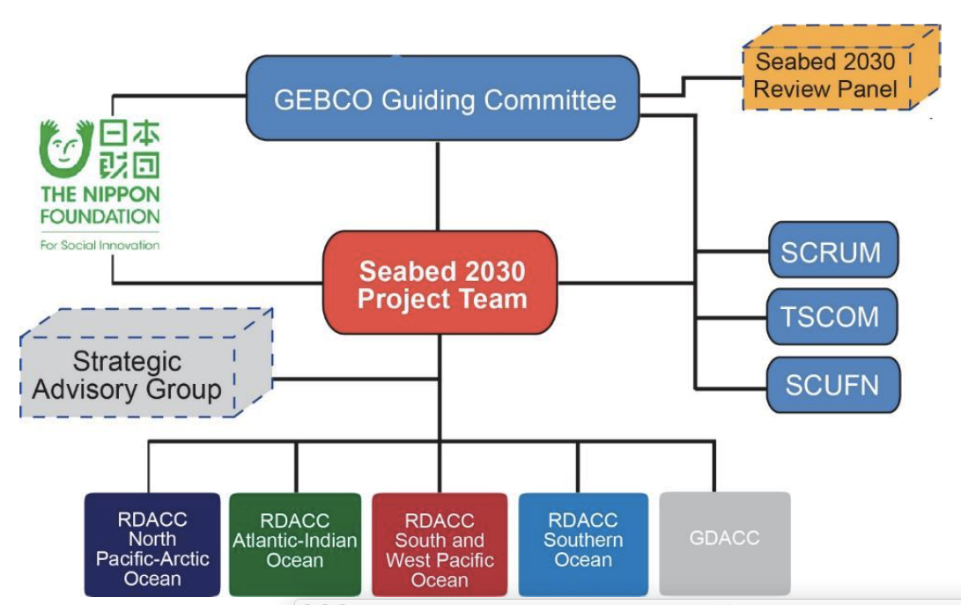 GEBCO Guiding Committee
Seabed 2030
Review Panel
日本
財団
THE NIPPON
FOUNDATION
For Social Innovation
Seabed 2030
Project Team
SCRUM
TSCOM
SCUFN
Strategic
Advisory Group
RDACC
North
Pacific-Arctic
Ocean
RDACC
Atlantic-Indian
Ocean
RDACC
South and
West Pacific
Ocean
RDACC
Southern
Ocean
GDACC